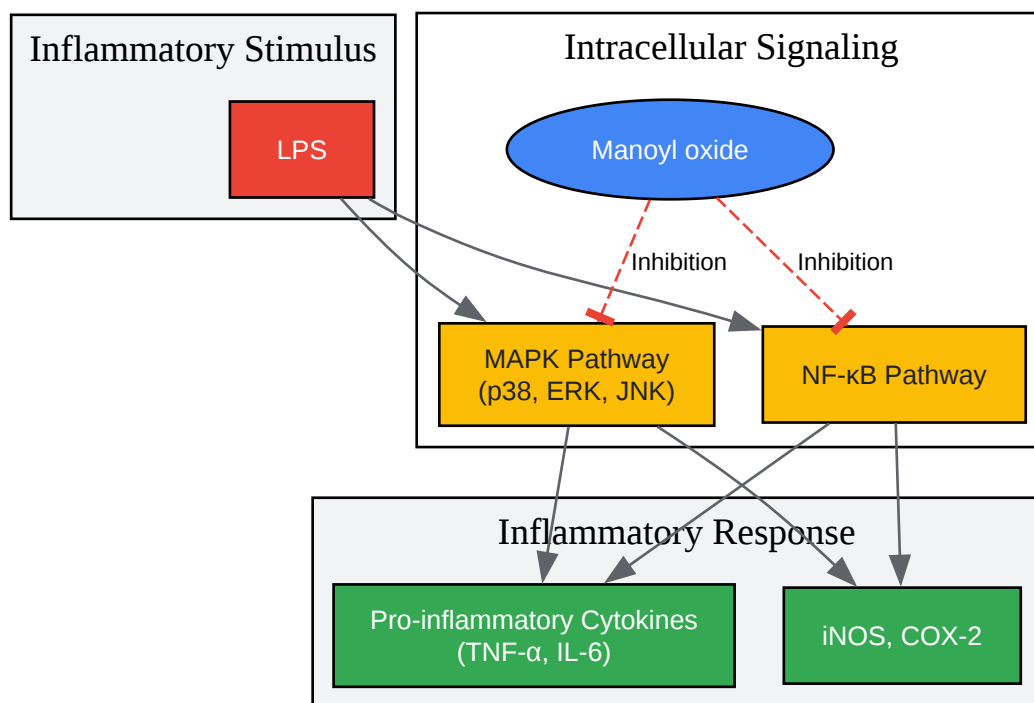 Inflammatory Stimulus
LPS
Intracellular Signaling
Manoyl oxide
Inhibition
Inhibition
MAPK Pathway
(p38, ERK, JNK)
NF-κB Pathway
Inflammatory Response
Pro-inflammatory Cytokines
(TNF-α, IL-6)
iNOS, COX-2